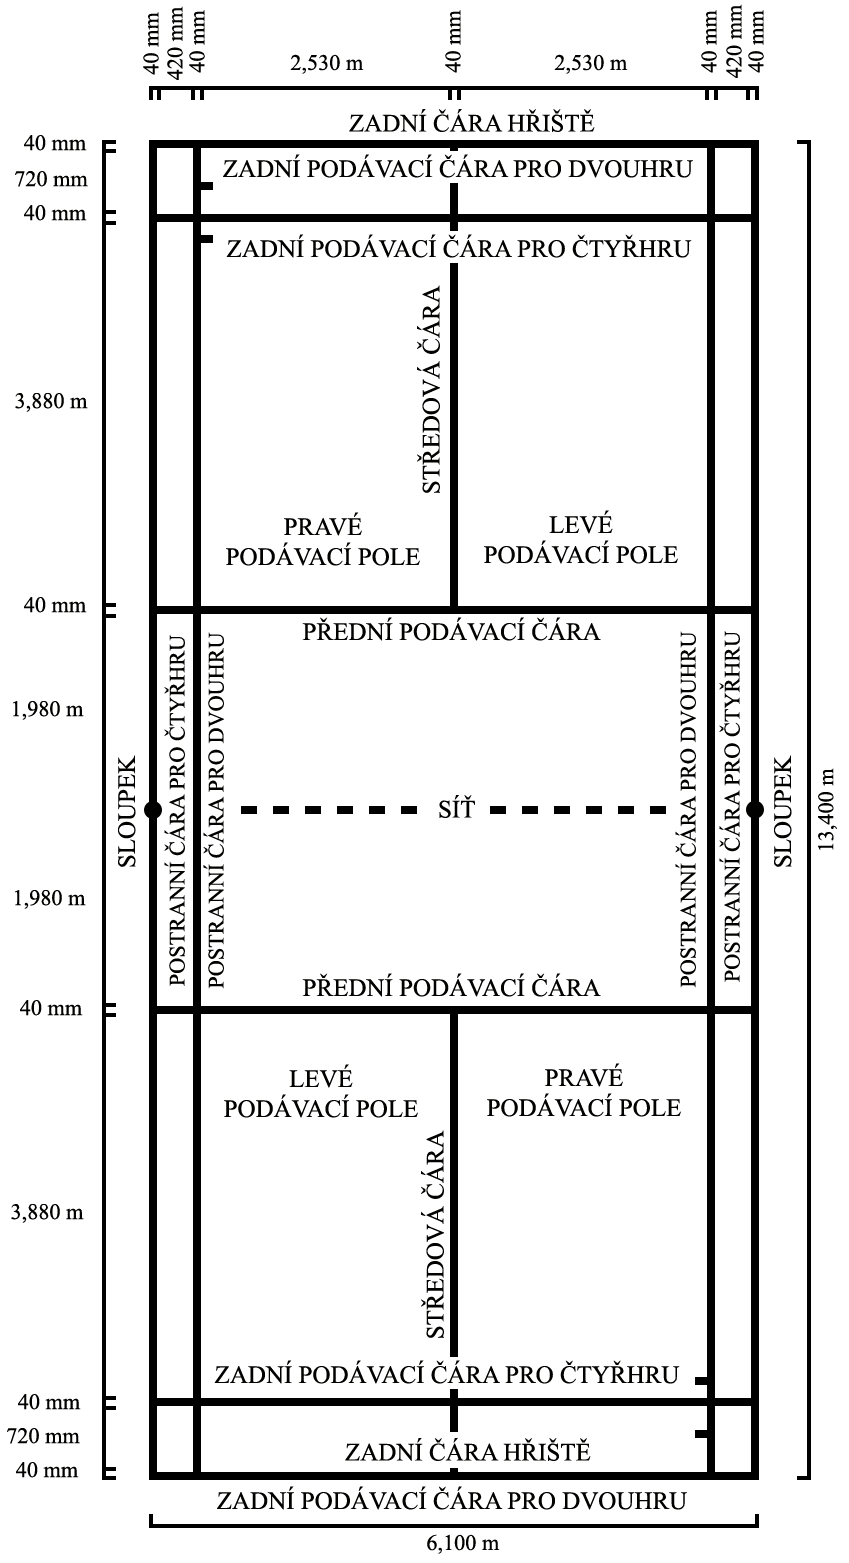 40 mm
420 mm
40 mm
2,530 m
40 mm
2,530 m
40 mm
420 mm
40 mm
ZADNÍ ČÁRA HŘIŠTĚ
40 mm
ZADNÍ PODÁVACÍ ČÁRA PRO DVOUHRU
720 mm
40 mm
ZADNÍ PODÁVACÍ ČÁRA PRO ČTYŘHRU
STŘEDOVÁ ČÁRA
3,880 m
PRAVÉ
PODÁVACÍ POLE
LEVÉ
PODÁVACÍ POLE
40 mm
PŘEDNÍ PODÁVACÍ ČÁRA
1,980 m
SLOUPEK
POSTRANNÍ ČÁRA PRO ČTYŘHRU
POSTRANNÍ ČÁRA PRO DVOUHRU
SÍŤ
POSTRANNÍ ČÁRA PRO DVOUHRU
POSTRANNÍ ČÁRA PRO ČTYŘHRU
SLOUPEK
13,400 m
1,980 m
PŘEDNÍ PODÁVACÍ ČÁRA
40 mm
LEVÉ
PODÁVACÍ POLE
PRAVÉ
PODÁVACÍ POLE
STŘEDOVÁ ČÁRA
3,880 m
ZADNÍ PODÁVACÍ ČÁRA PRO ČTYŘHRU
40 mm
720 mm
ZADNÍ ČÁRA HŘIŠTĚ
40 mm
ZADNÍ PODÁVACÍ ČÁRA PRO DVOUHRU
6,100 m